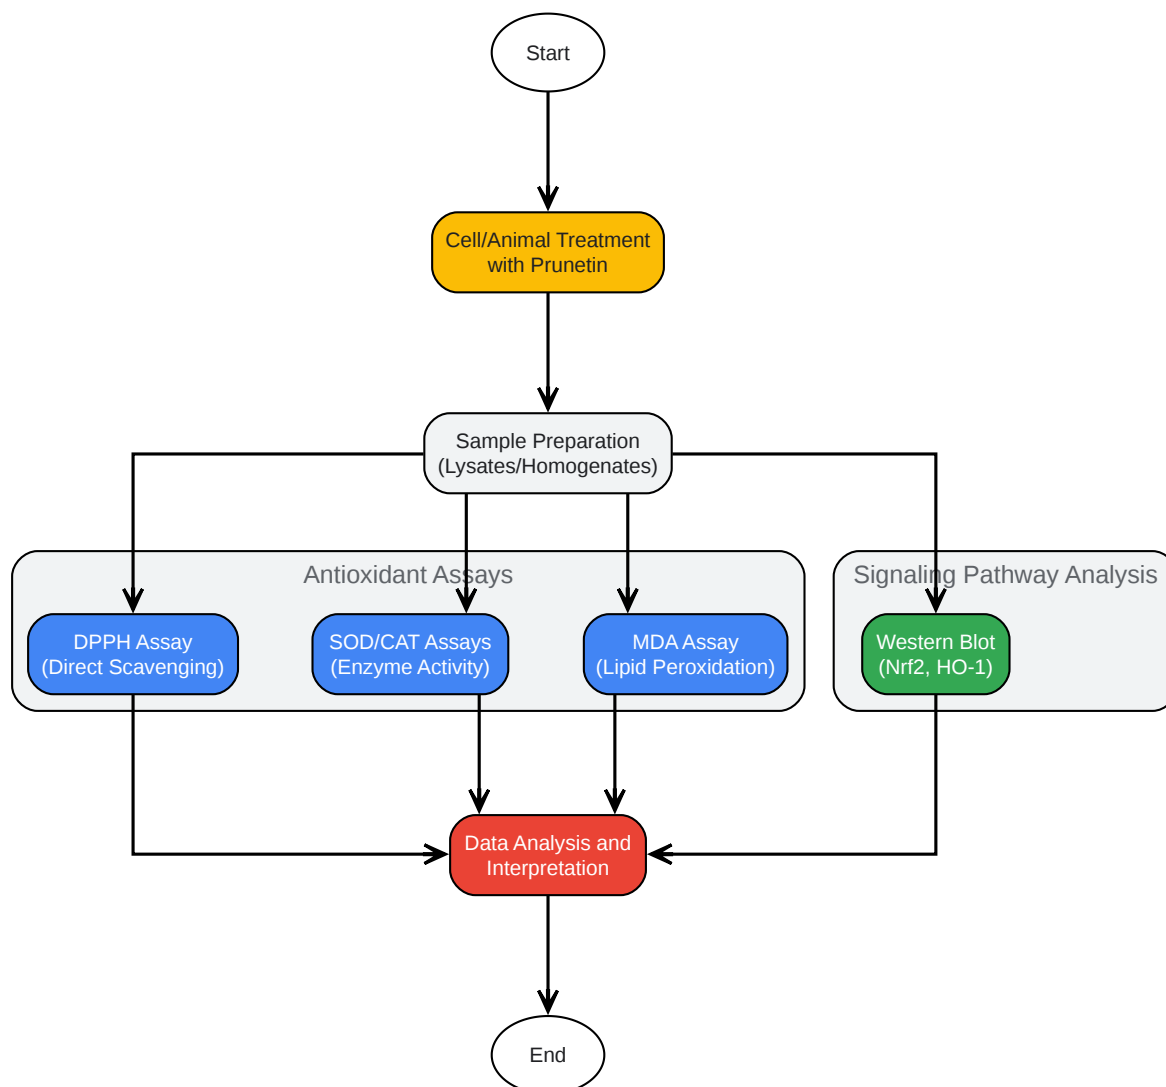 Start
Cell/Animal Treatment
with Prunetin
Sample Preparation
(Lysates/Homogenates)
Antioxidant Assays
Signaling Pathway Analysis
DPPH Assay
(Direct Scavenging)
SOD/CAT Assays
(Enzyme Activity)
MDA Assay
(Lipid Peroxidation)
Western Blot
(Nrf2, HO-1)
Data Analysis and
Interpretation
End